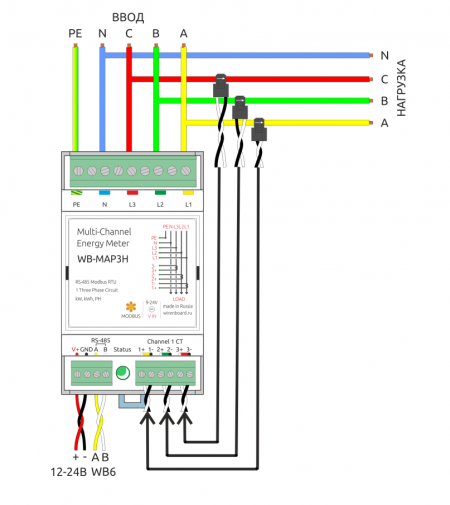 ВВОД
PE N C B A
N
C
B
A
НАГРУЗКА
PE N L3 L2 L1
Multi-Channel
Energy Meter
WB-MAP3H
PE
N
L3
L2
L1
RS-485 Modbus RTU
1 Three Phase Circuit
kW, kWh, PH
LOAD
MODBUS
9-24V
V IN
made in Russia
wirenboard.ru
RS-485
V+ GND A B Status
Channel 1 CT
1+ 1- 2+ 2- 3+ 3-
+ - A B
12-24В WB6